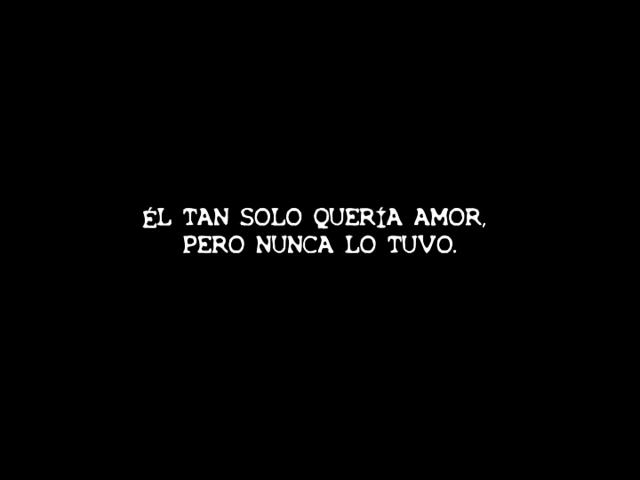 ÉL TAN SOLO QUERÍA AMOR,
PERO NUNCA LO TUVO.